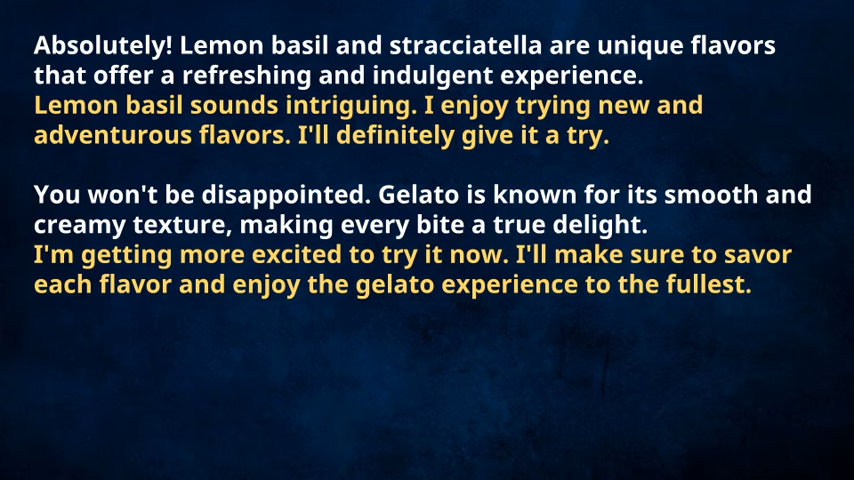 Absolutely! Lemon basil and stracciatella are unique flavors
that offer a refreshing and indulgent experience.
Lemon basil sounds intriguing. I enjoy trying new and
adventurous flavors. I'll definitely give it a try.
You won't be disappointed. Gelato is known for its smooth and
creamy texture, making every bite a true delight.
I'm getting more excited to try it now. I'll make sure to savor
each flavor and enjoy the gelato experience to the fullest.